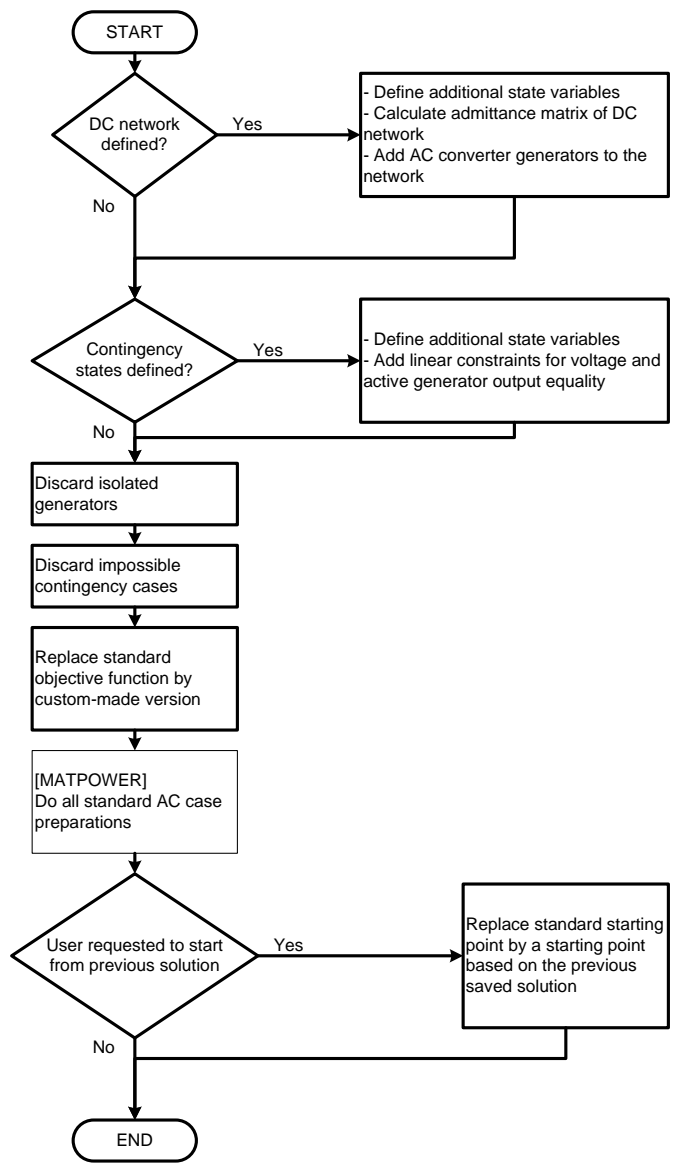 START
DC network
defined?
Yes
- Define additional state variables
- Calculate admittance matrix of DC
network
- Add AC converter generators to the
network
No
Contingency
states defined?
Yes
- Define additional state variables
- Add linear constraints for voltage and
active generator output equality
No
Discard isolated
generators
Discard impossible
contingency cases
Replace standard
objective function by
custom-made version
[MATPOWER]
Do all standard AC case
preparations
User requested to start
from previous solution
Yes
Replace standard starting
point by a starting point
based on the previous
saved solution
No
END